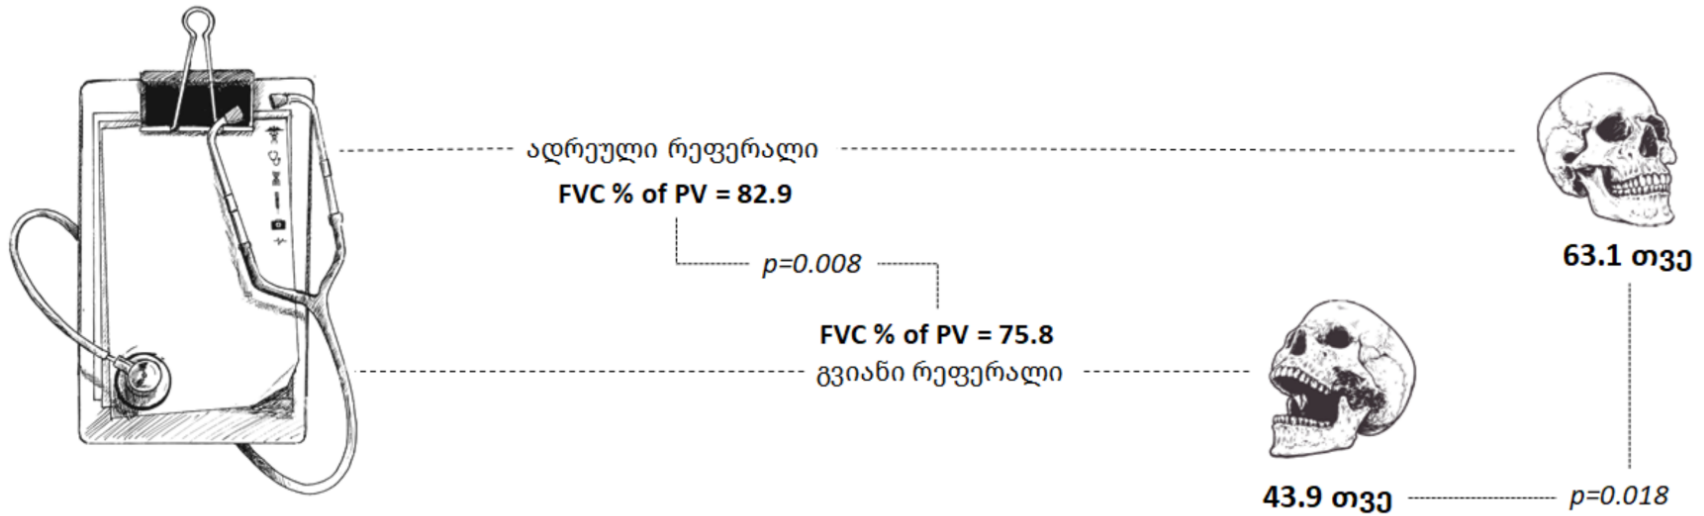 ადრეული რეფერალი
FVC % of PV = 82.9
p=0.008
FVC % of PV = 75.8
გვიანი რეფერალი
63.1 თვე
43.9 თვე
p=0.018